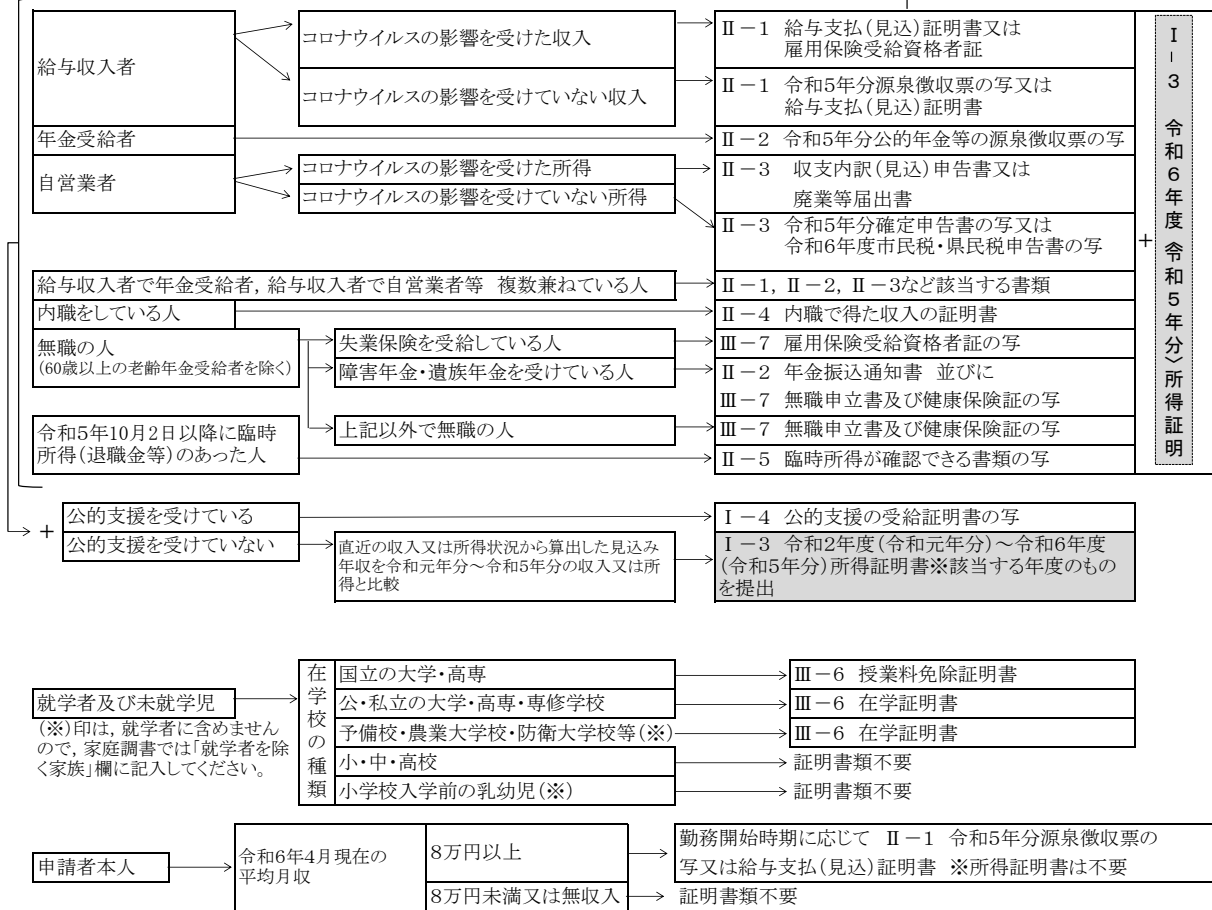 給与収入者
コロナウイルスの影響を受けた収入
Ⅱ－1 給与支払(見込)証明書又は
雇用保険受給資格者証
コロナウイルスの影響を受けていない収入
Ⅱ－1 令和5年分源泉徴収票の写又は
給与支払(見込)証明書
年金受給者
Ⅱ－2 令和5年分公的年金等の源泉徴収票の写
自営業者
コロナウイルスの影響を受けた所得
Ⅱ－3 収支内訳(見込)申告書又は
廃業等届出書
コロナウイルスの影響を受けていない所得
Ⅱ－3 令和5年分確定申告書の写又は
令和6年度市民税・県民税申告書の写
給与収入者で年金受給者，給与収入者で自営業者等 複数兼ねている人
Ⅱ－1，Ⅱ－2，Ⅱ－3など該当する書類
内職をしている人
Ⅱ－4 内職で得た収入の証明書
無職の人
(60歳以上の老齢年金受給者を除く)
失業保険を受給している人
Ⅲ－7 雇用保険受給資格者証の写
障害年金・遺族年金を受けている人
Ⅱ－2 年金振込通知書 並びに
Ⅲ－7 無職申立書及び健康保険証の写
上記以外で無職の人
Ⅲ－7 無職申立書及び健康保険証の写
令和5年10月2日以降に臨時
所得(退職金等)のあった人
Ⅱ－5 臨時所得が確認できる書類の写
+
Ⅰ－3 令和6年度 令和5年分〉所得証明
+
公的支援を受けている
Ⅰ－4 公的支援の受給証明書の写
公的支援を受けていない
直近の収入又は所得状況から算出した見込み
年収を令和元年分～令和5年分の収入又は所
得と比較
Ⅰ－3 令和2年度(令和元年分)～令和6年度
(令和5年分)所得証明書※該当する年度のもの
を提出
就学者及び未就学児
(※)印は，就学者に含めません
ので，家庭調書では「就学者を除
く家族」欄に記入してください。
在学校の種類
国立の大学・高専
Ⅲ－6 授業料免除証明書
公・私立の大学・高専・専修学校
Ⅲ－6 在学証明書
予備校・農業大学校・防衛大学校等(※)
Ⅲ－6 在学証明書
小・中・高校
証明書類不要
小学校入学前の乳幼児(※)
証明書類不要
申請者本人
令和6年4月現在の
平均月収
8万円以上
勤務開始時期に応じて Ⅱ－1 令和5年分源泉徴収票の
写又は給与支払(見込)証明書 ※所得証明書は不要
8万円未満又は無収入
証明書類不要